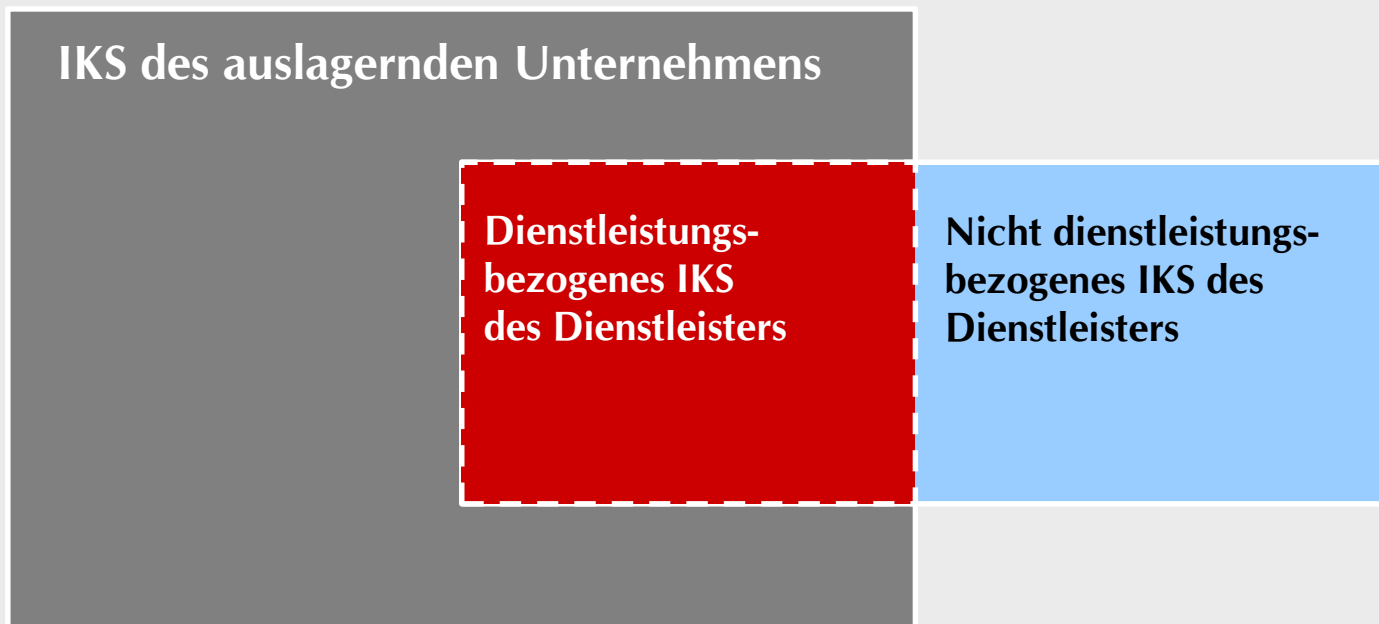 IKS des auslagernden Unternehmens
Dienstleistungs-
bezogenes IKS
des Dienstleisters
Nicht dienstleistungs-
bezogenes IKS des
Dienstleisters